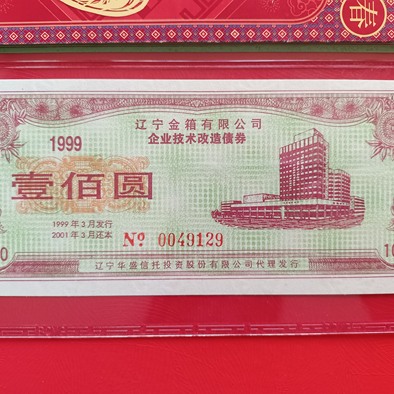 春
辽宁金箱有限公司
企业技术改造债券
1999
壹佰圆
1999年3月发行
2001年3月还本
Nº 0049129
辽宁华盛信托投资股份有限公司代理发行